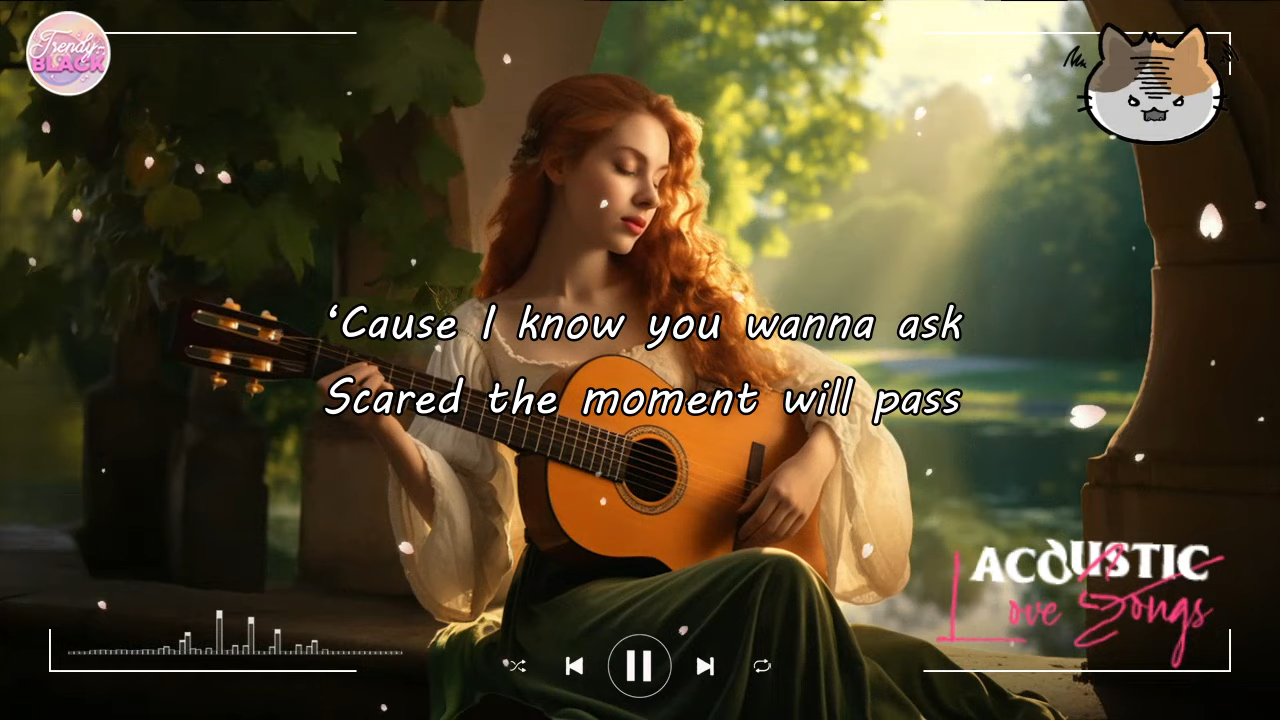 Trendy
BLACK
‘Cause I know you wanna ask
Scared the moment will pass
ACOUSTIC
Love Songs